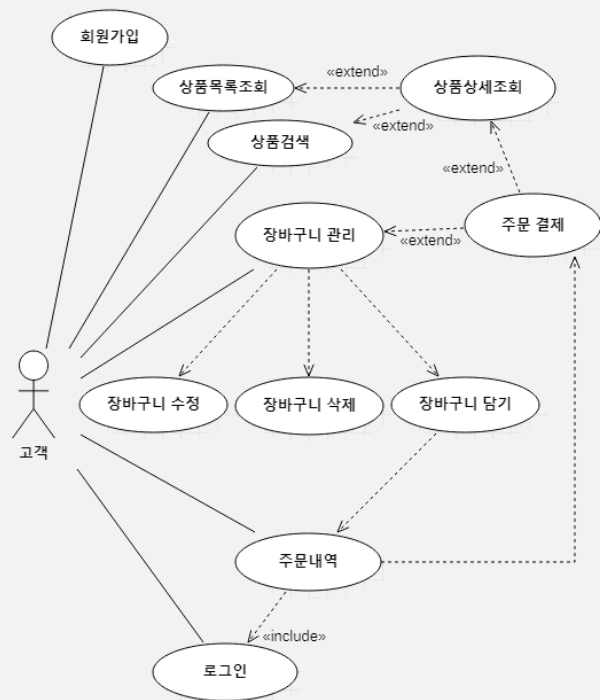 회원가입
«extend»
상품목록조회
상품상세조회
«extend»
상품검색
«extend»
주문 결제
장바구니 관리
«extend»
장바구니 수정
장바구니 삭제
장바구니 담기
고객
주문내역
«include»
로그인